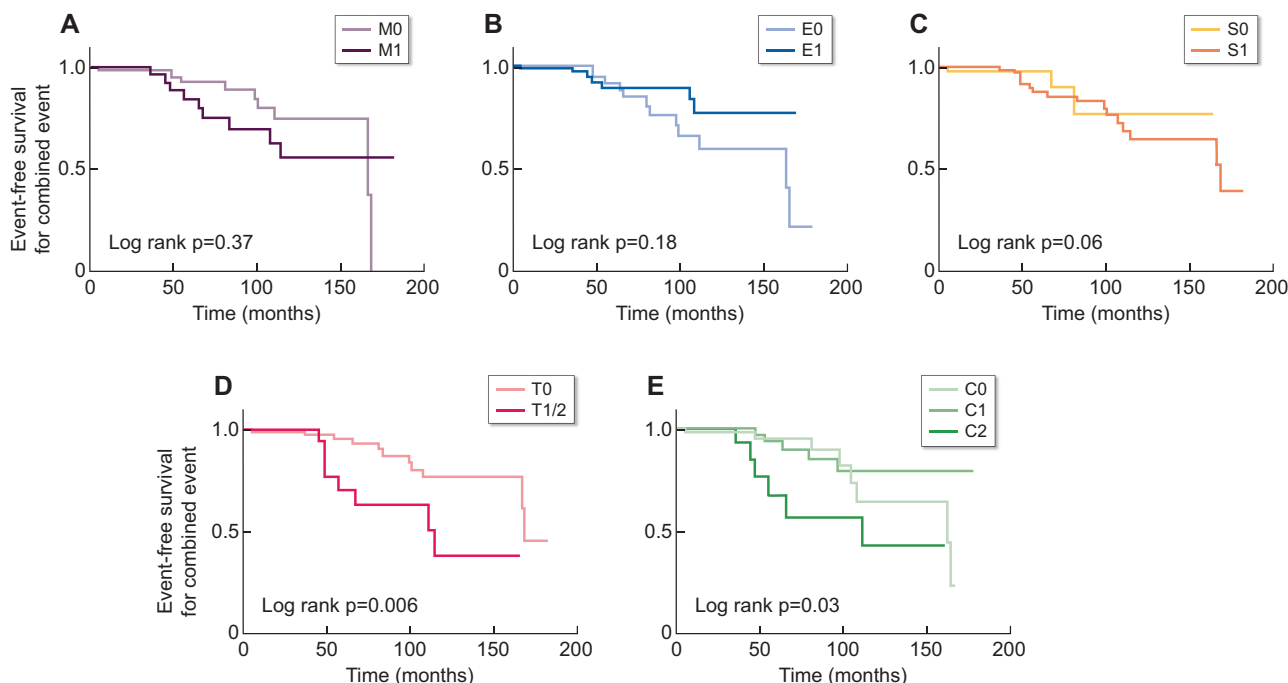 A
M0
M1
Event-free survival
for combined event
1.0
0.5
0
Log rank p=0.37
0 50 100 150 200
Time (months)
B
E0
E1
1.0
0.5
0
Log rank p=0.18
0 50 100 150 200
Time (months)
C
S0
S1
1.0
0.5
0
Log rank p=0.06
0 50 100 150 200
Time (months)
D
T0
T1/2
Event-free survival
for combined event
1.0
0.5
0
Log rank p=0.006
0 50 100 150 200
Time (months)
E
C0
C1
C2
1.0
0.5
0
Log rank p=0.03
0 50 100 150 200
Time (months)